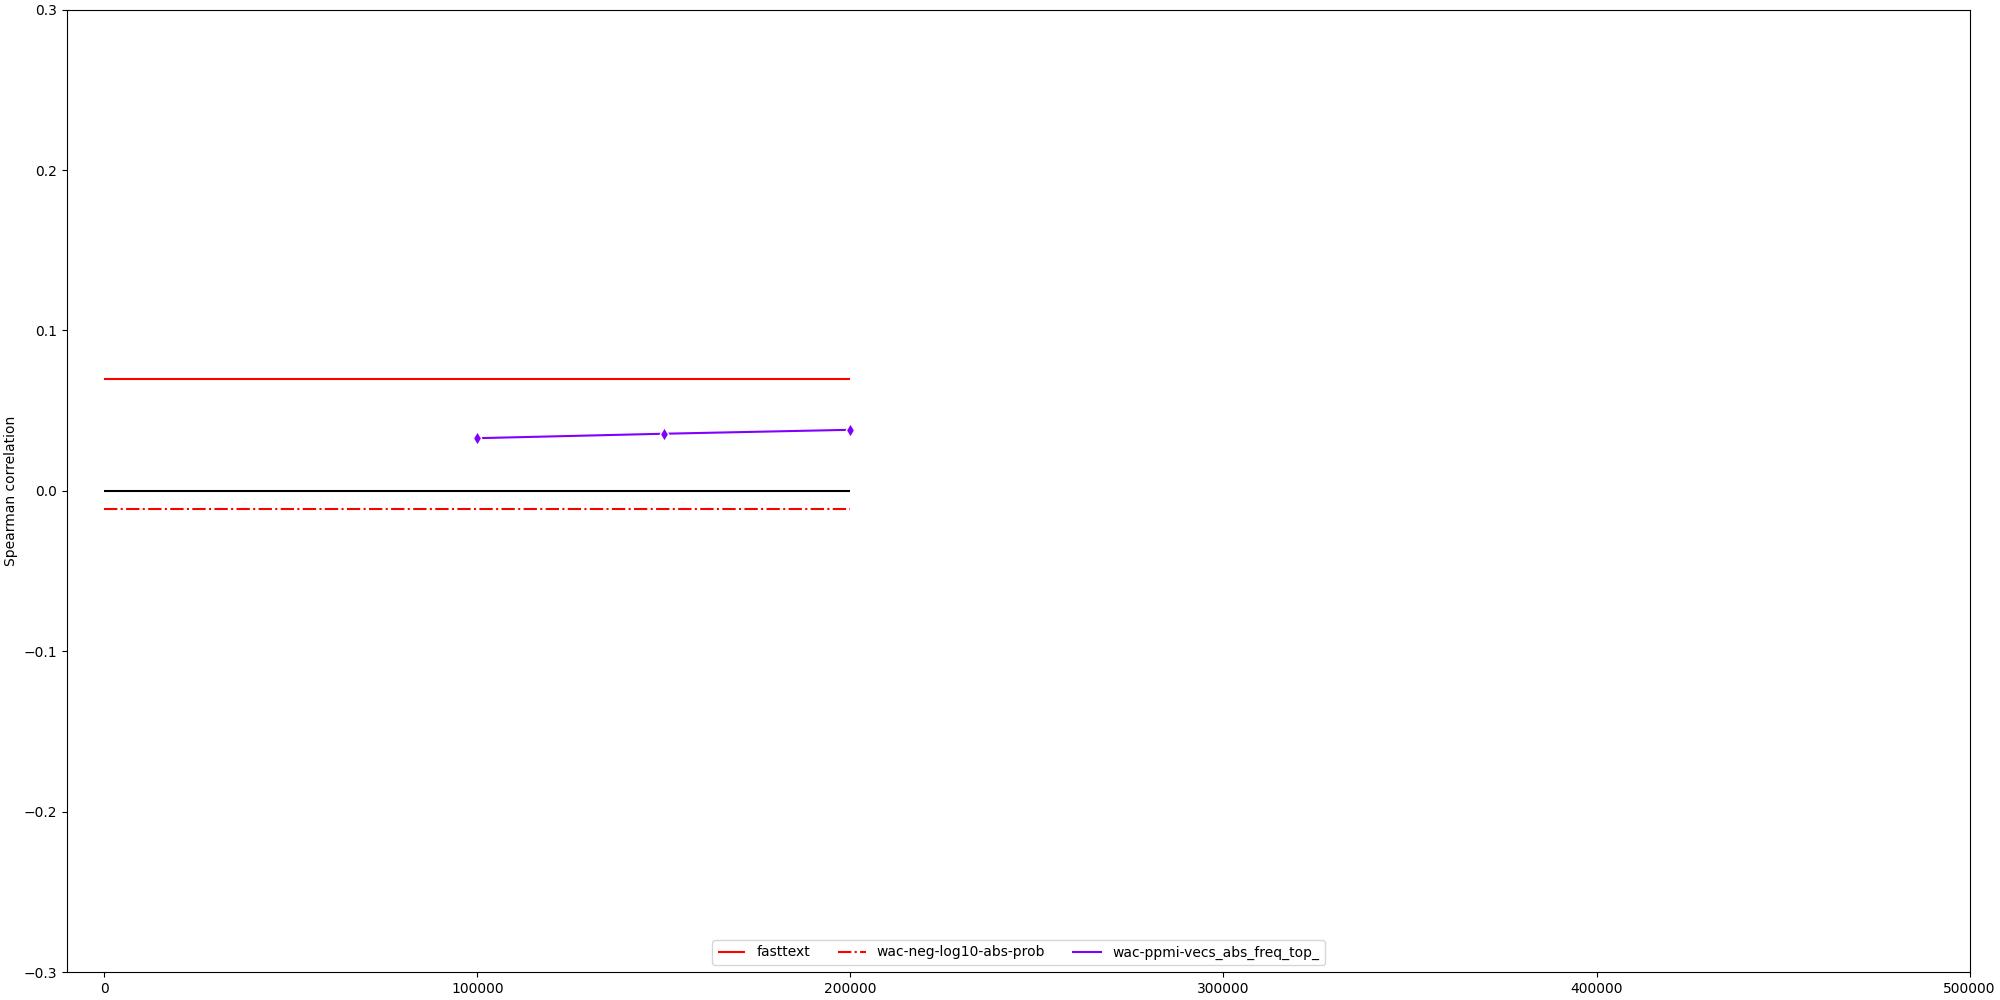 0.3
0.2
0.1
0.0
−0.1
−0.2
−0.3
Spearman correlation
fasttext wac-neg-log10-abs-prob wac-ppmi-vecs_abs_freq_top_
0 100000 200000 300000 400000 500000